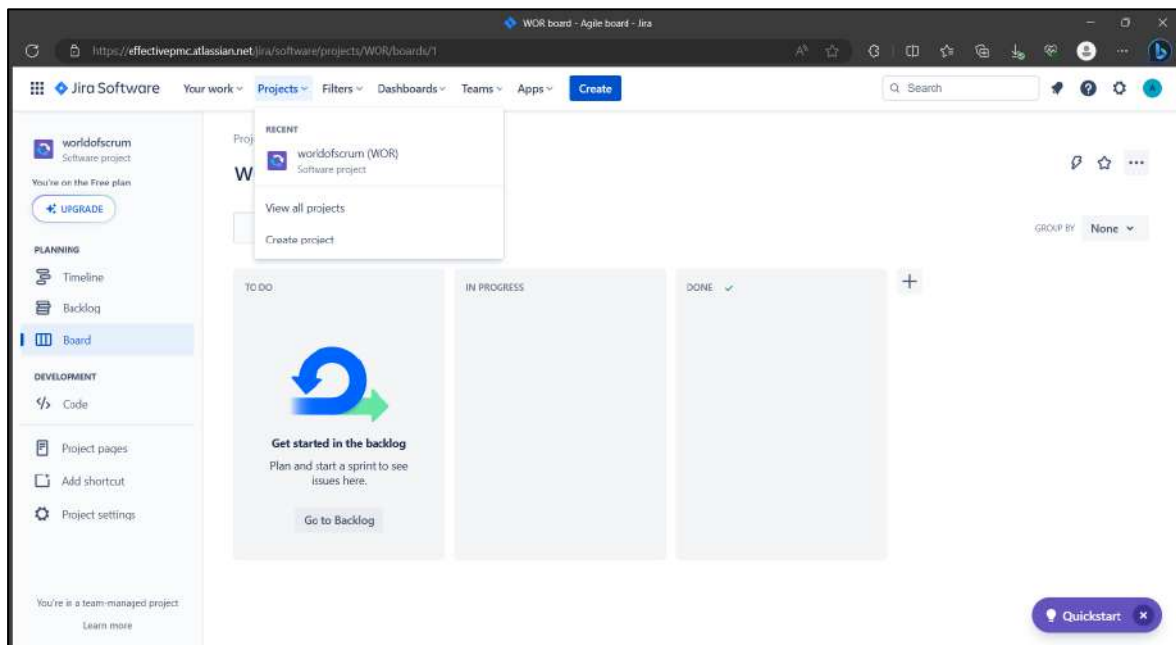 WOR board - Agile board - Jira
https://effectivepmc.atlassian.net/jira/software/projects/WOR/boards/1
Jira Software Your work Projects Filters Dashboards Teams Apps Create Search
worldofscrum
Software project
You're on the Free plan
UPGRADE
PLANNING
Timeline
Backlog
Board
DEVELOPMENT
Code
Project pages
Add shortcut
Project settings
You're in a team-managed project
Learn more
Proj
W
RECENT
worldofscrum (WOR)
Software project
View all projects
Create project
GROUP BY None
TO DO IN PROGRESS DONE
Get started in the backlog
Plan and start a sprint to see
issues here.
Go to Backlog
Quickstart